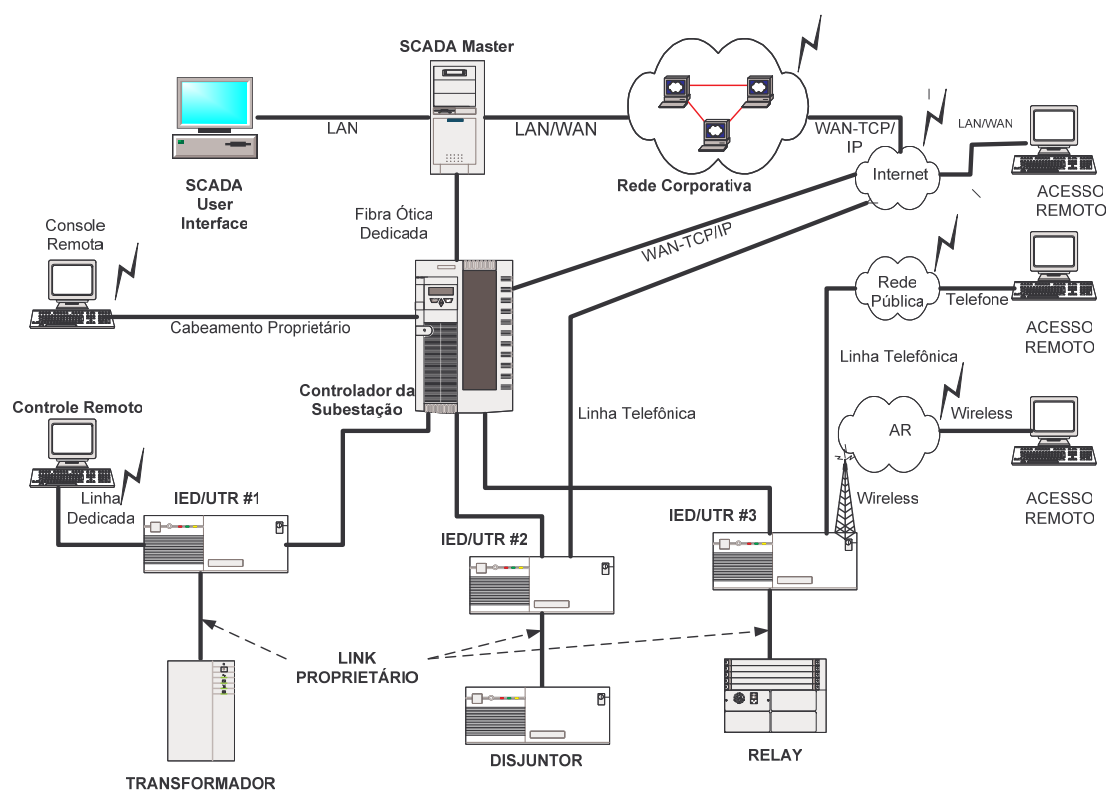 SCADA Master
LAN
LAN/WAN
WAN-TCP/
IP
LAN/WAN
Internet
Rede Corporativa
SCADA
User
Interface
ACESSO
REMOTO
Console
Remota
Fibra Ótica
Dedicada
WAN-TCP/IP
Rede
Pública
Telefone
Cabeamento Proprietário
ACESSO
REMOTO
Linha Telefônica
Controlador da
Subestação
Controle Remoto
Linha Telefônica
AR
Wireless
Linha
Dedicada
IED/UTR #1
Wireless
ACESSO
REMOTO
IED/UTR #2
IED/UTR #3
LINK
PROPRIETÁRIO
TRANSFORMADOR
DISJUNTOR
RELAY